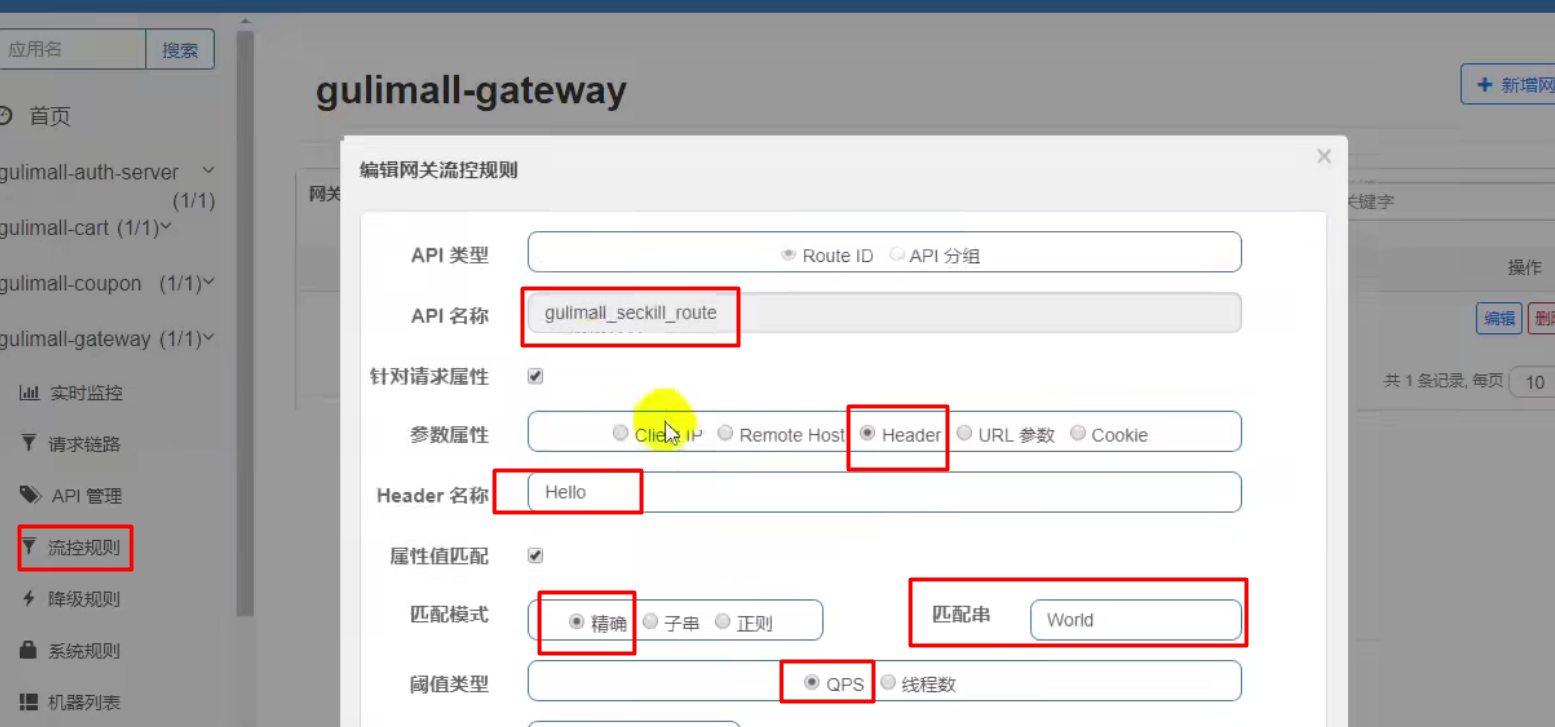 应用名 搜索
首页
gulimall-auth-server
(1/1)
gulimall-cart (1/1)
gulimall-coupon (1/1)
gulimall-gateway (1/1)
实时监控
请求链路
API 管理
流控规则
降级规则
系统规则
机器列表
gulimall-gateway
新增网
网关
关键字
操作
编辑 删除
共 1 条记录, 每页 10
编辑网关流控规则 ×
API 类型 Route ID API 分组
API 名称 gulimall_seckill_route
针对请求属性
参数属性 Client IP Remote Host Header URL 参数 Cookie
Header 名称 Hello
属性值匹配
匹配模式 精确 子串 正则 匹配串 World
阈值类型 QPS 线程数